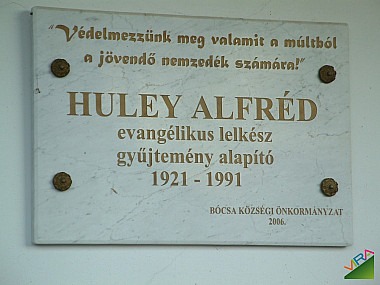 "Védelmezzünk meg valamit a múltból
a jövendő nemzedék számára!"
HULEY ALFRÉD
evangélikus lelkész
gyűjtemény alapító
1921 - 1991
BÓCSA KÖZSÉGI ÖNKORMÁNYZAT
2006.
VIRA